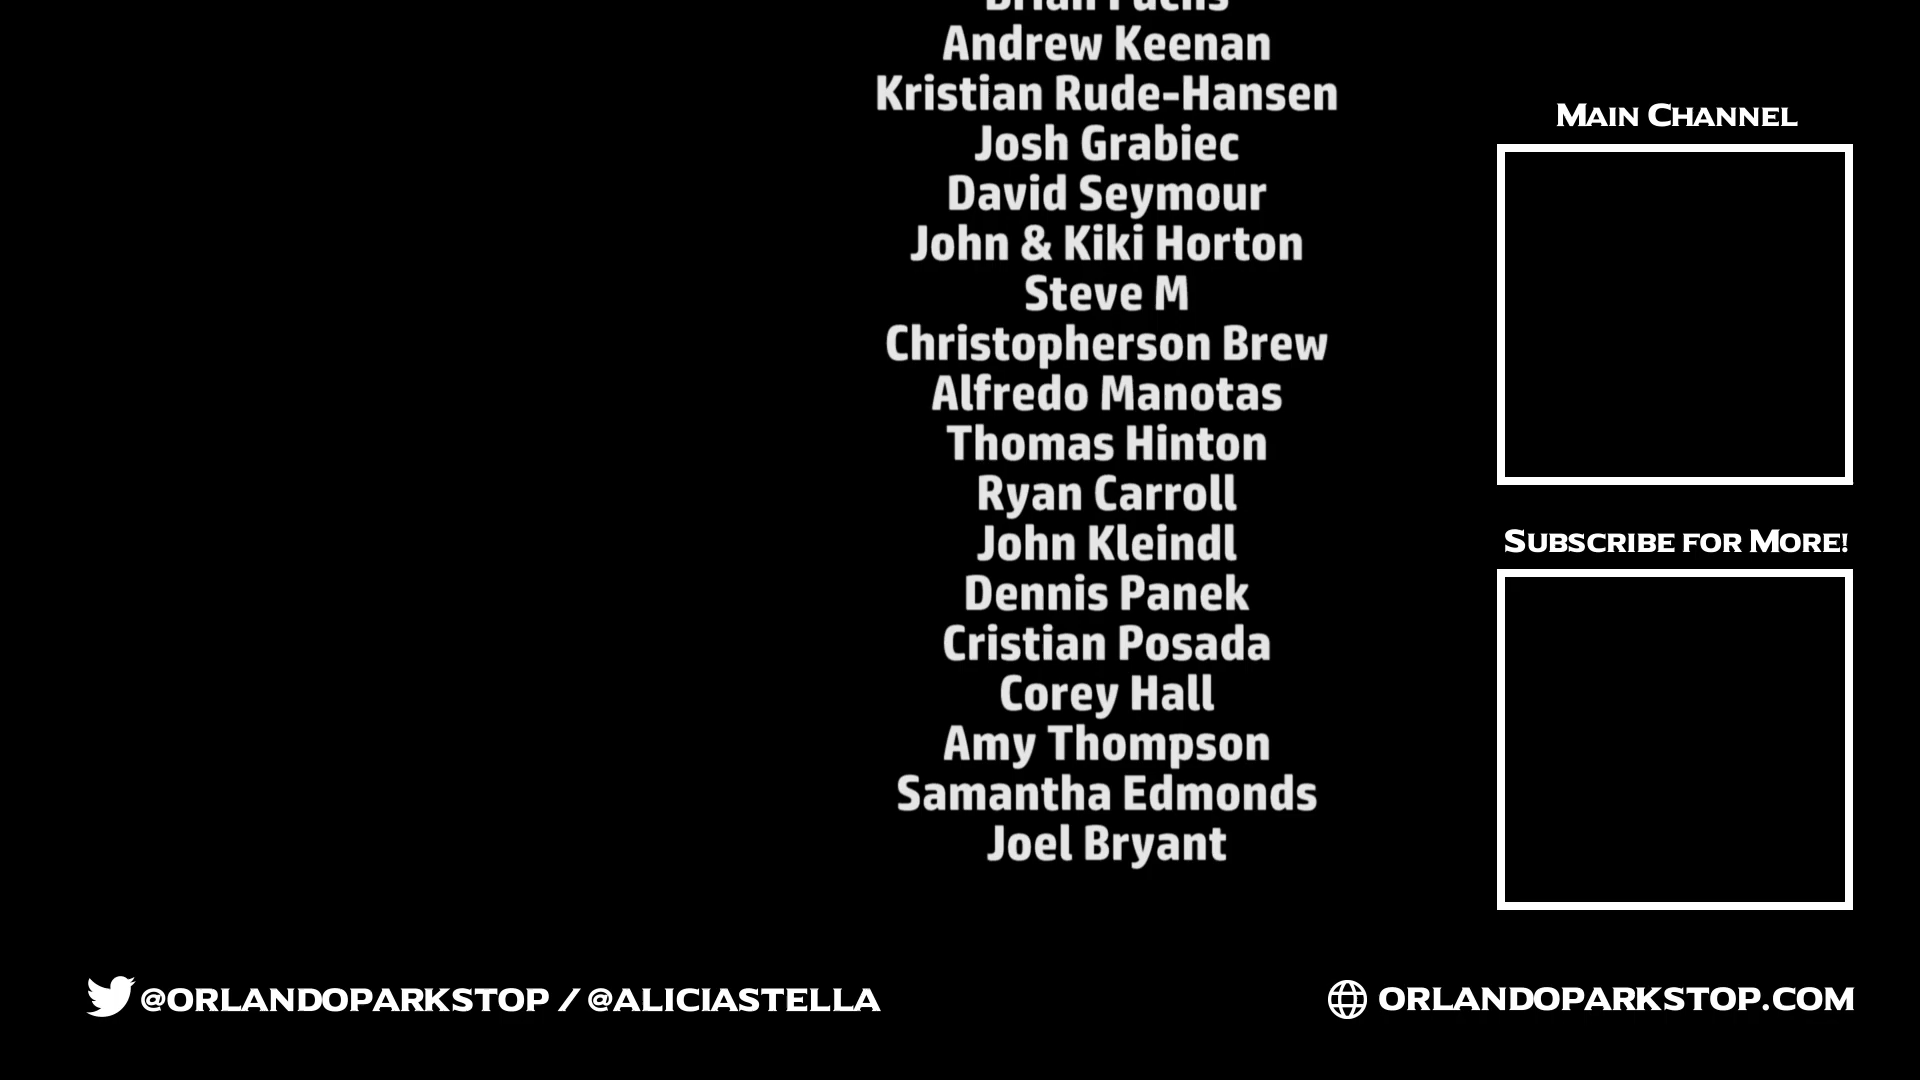 Brian Fuchs
Andrew Keenan
Kristian Rude-Hansen
Josh Grabiec
David Seymour
John & Kiki Horton
Steve M
Christopherson Brew
Alfredo Manotas
Thomas Hinton
Ryan Carroll
John Kleindl
Dennis Panek
Cristian Posada
Corey Hall
Amy Thompson
Samantha Edmonds
Joel Bryant
Main Channel
Subscribe for More!
@ORLANDOPARKSTOP / @ALICIASTELLA
ORLANDOPARKSTOP.COM